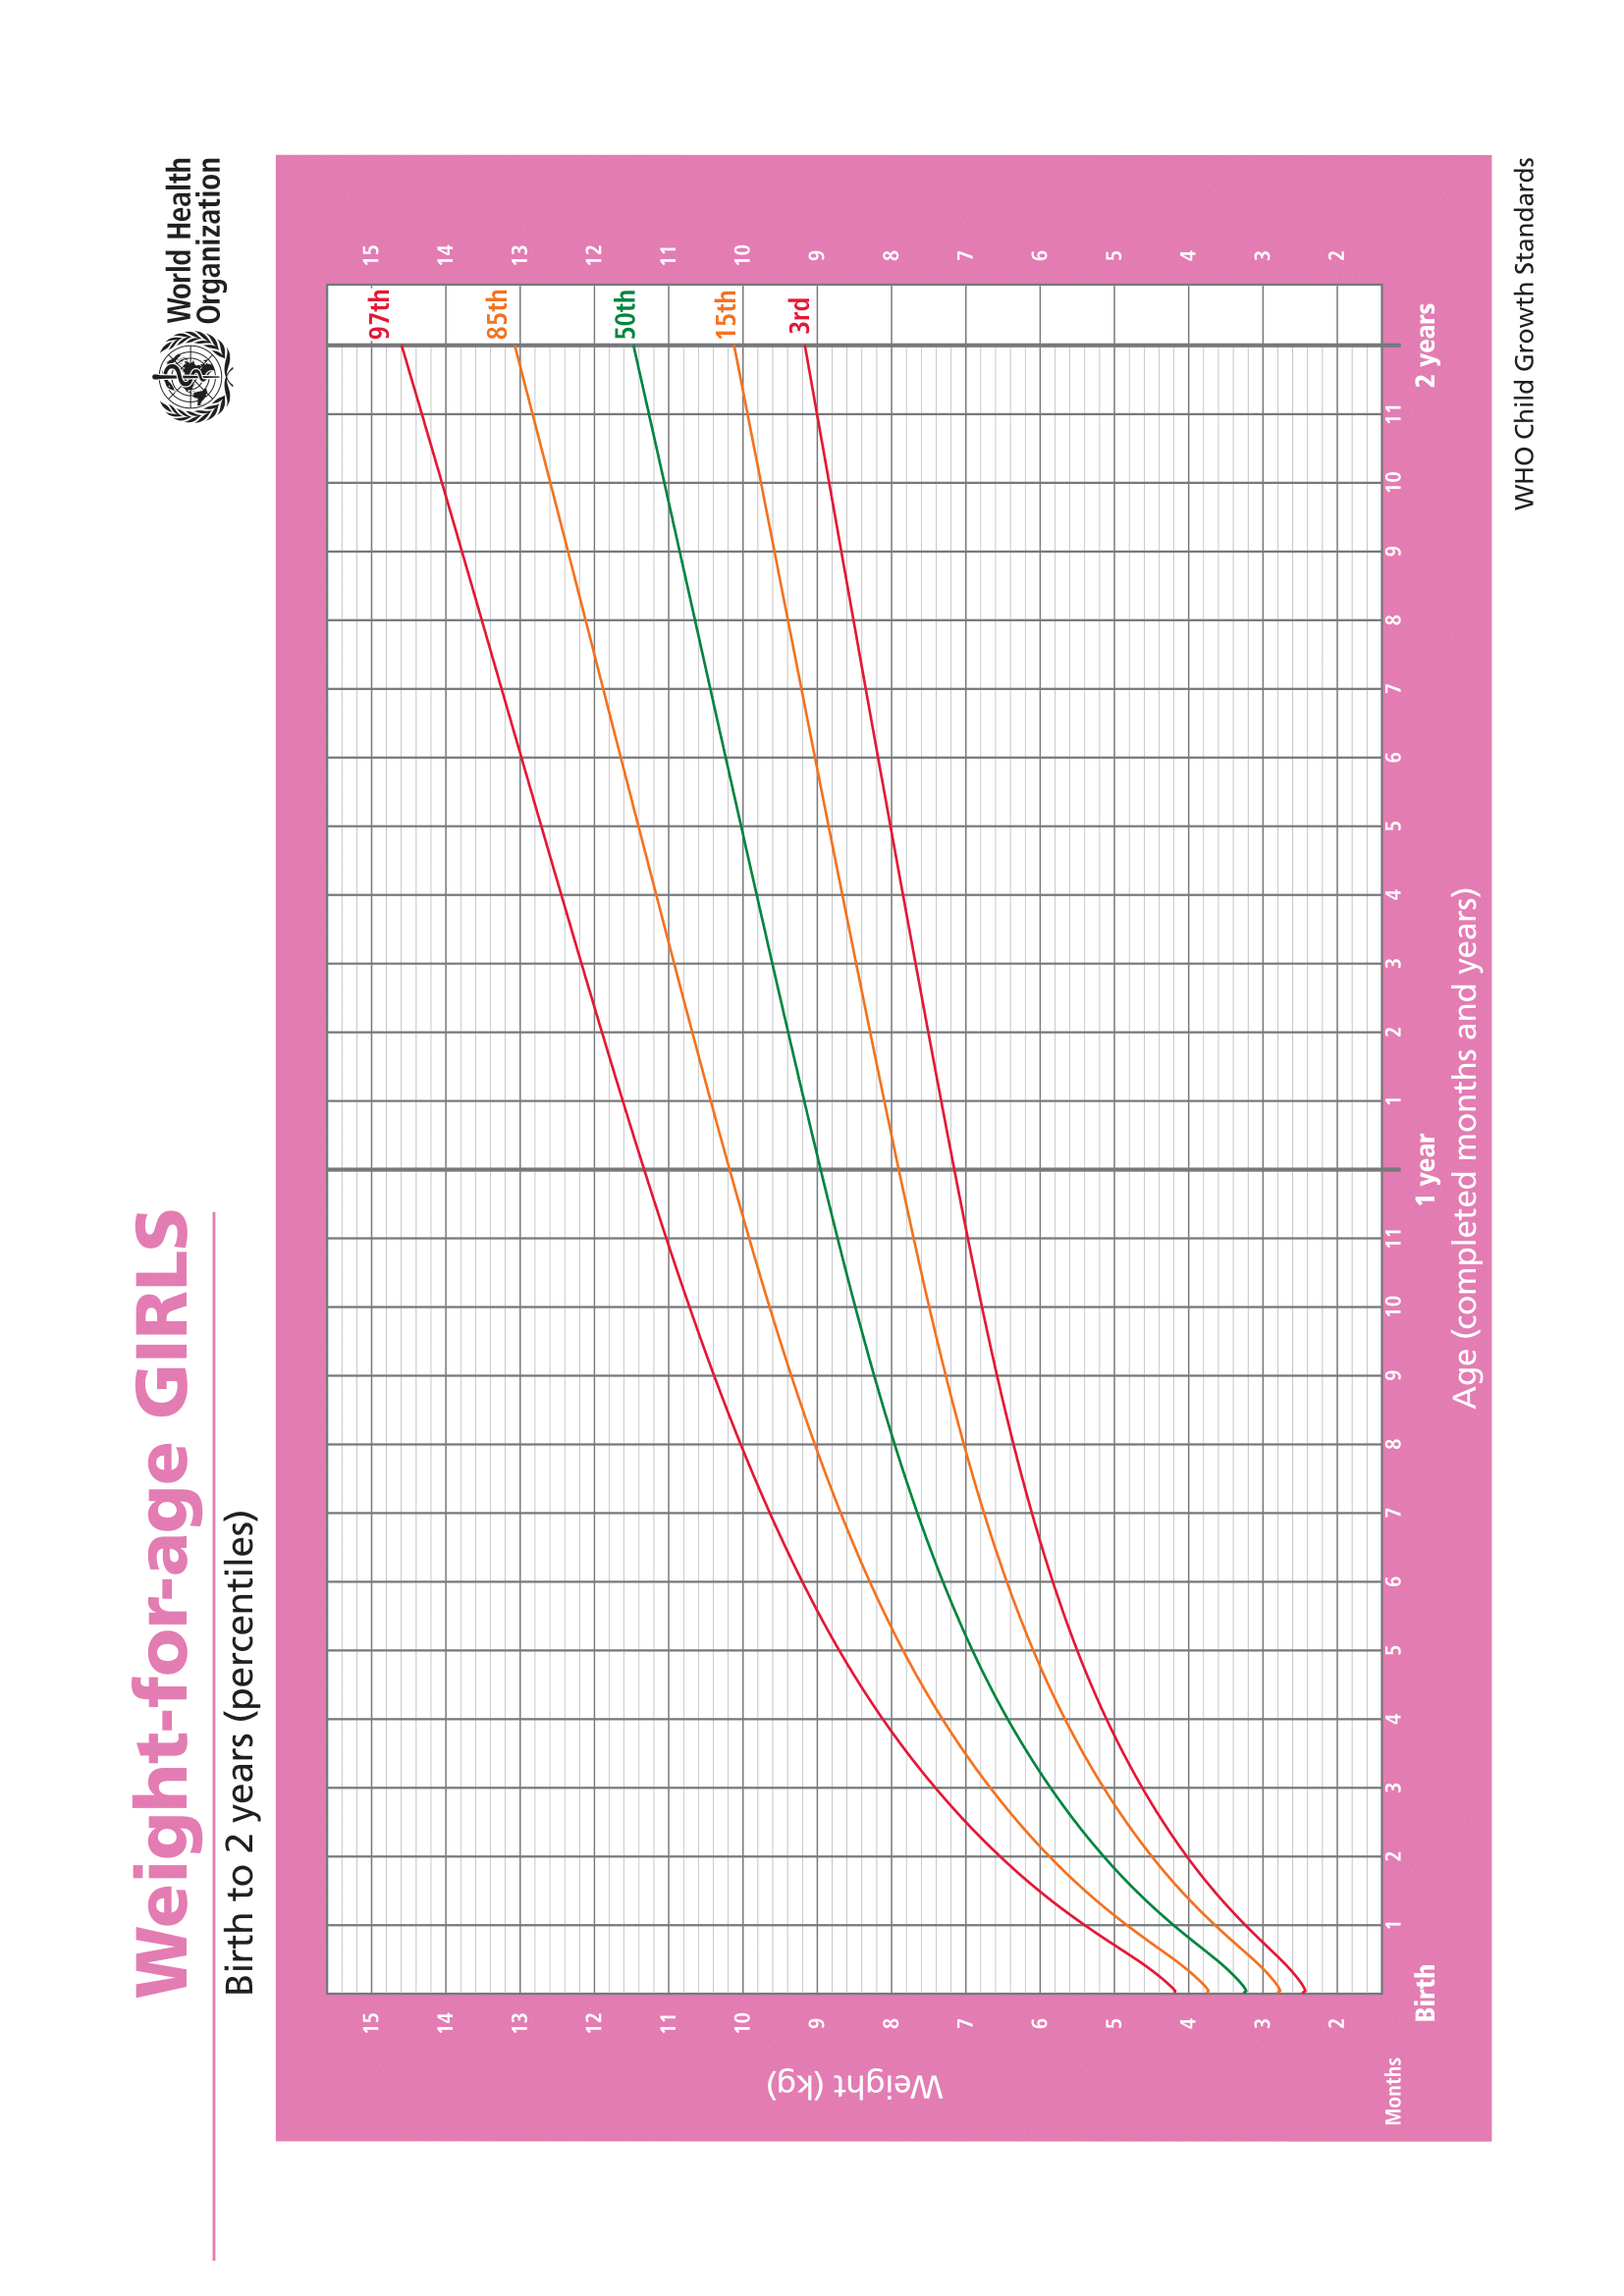 Weight-for-age GIRLS
Birth to 2 years (percentiles)
World Health
Organization
97th
85th
50th
15th
3rd
15 15
14 14
13 13
12 12
11 11
10 10
9 9
8 8
7 7
6 6
5 5
4 4
3 3
2 2
Weight (kg)
Months 1 2 3 4 5 6 7 8 9 10 11 1 2 3 4 5 6 7 8 9 10 11
Birth 1 year 2 years
Age (completed months and years)
WHO Child Growth Standards